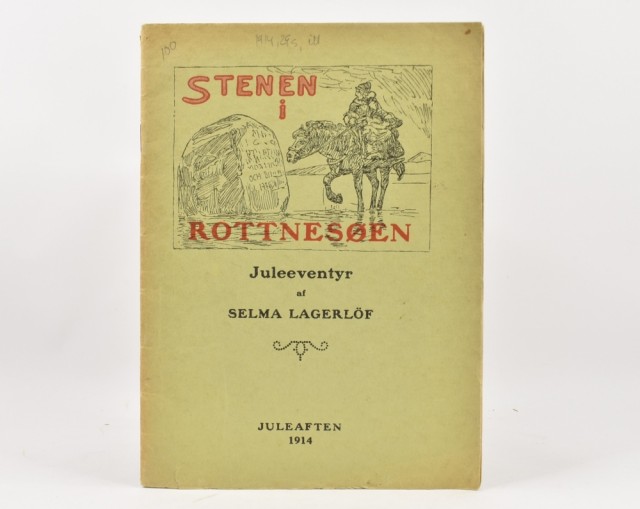 STENEN
i
ROTTNESØEN
Juleeventyr
af
SELMA LAGERLÖF
JULEAFTEN
1914